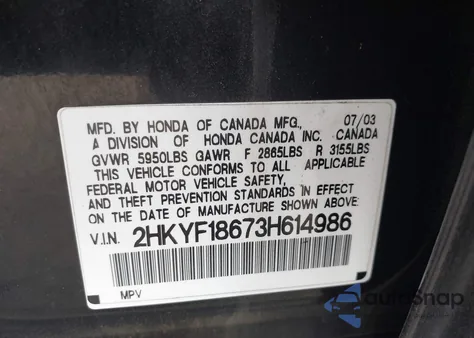 MFD. BY HONDA OF CANADA MFG., 07/03
A DIVISION OF HONDA CANADA INC. CANADA
GVWR 5950LBS GAWR F 2865LBS R 3155LBS
THIS VEHICLE CONFORMS TO ALL APPLICABLE
FEDERAL MOTOR VEHICLE SAFETY,
AND THEFT PREVENTION STANDARDS IN EFFECT
ON THE DATE OF MANUFACTURE SHOWN ABOVE.
V.I.N. 2HKYF18673H614986
MPV
autoSnap